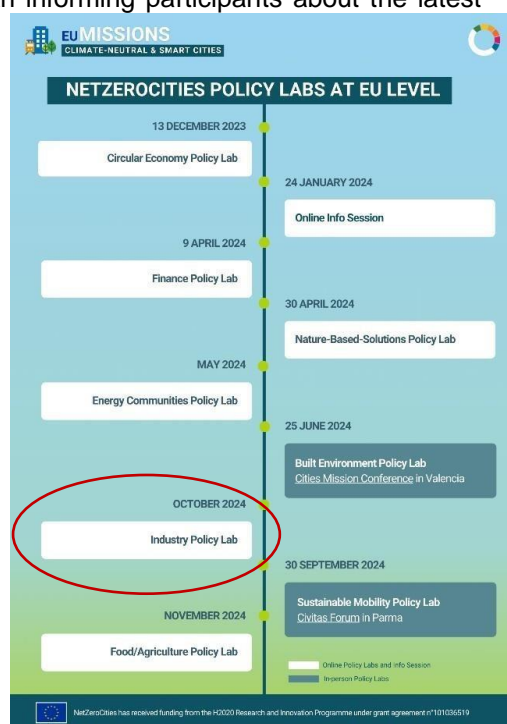 informing participants about the latest
EU MISSIONS
CLIMATE-NEUTRAL & SMART CITIES
NETZEROCITIES POLICY LABS AT EU LEVEL
13 DECEMBER 2023
Circular Economy Policy Lab
24 JANUARY 2024
Online Info Session
9 APRIL 2024
Finance Policy Lab
30 APRIL 2024
Nature-Based-Solutions Policy Lab
MAY 2024
Energy Communities Policy Lab
25 JUNE 2024
Built Environment Policy Lab
Cities Mission Conference in Valencia
OCTOBER 2024
Industry Policy Lab
30 SEPTEMBER 2024
Sustainable Mobility Policy Lab
Civitas Forum in Parma
NOVEMBER 2024
Food/Agriculture Policy Lab
Online Policy Labs and Info Session
In-person Policy Labs
NetZeroCities has received funding from the H2020 Research and Innovation Programme under grant agreement n°101036519